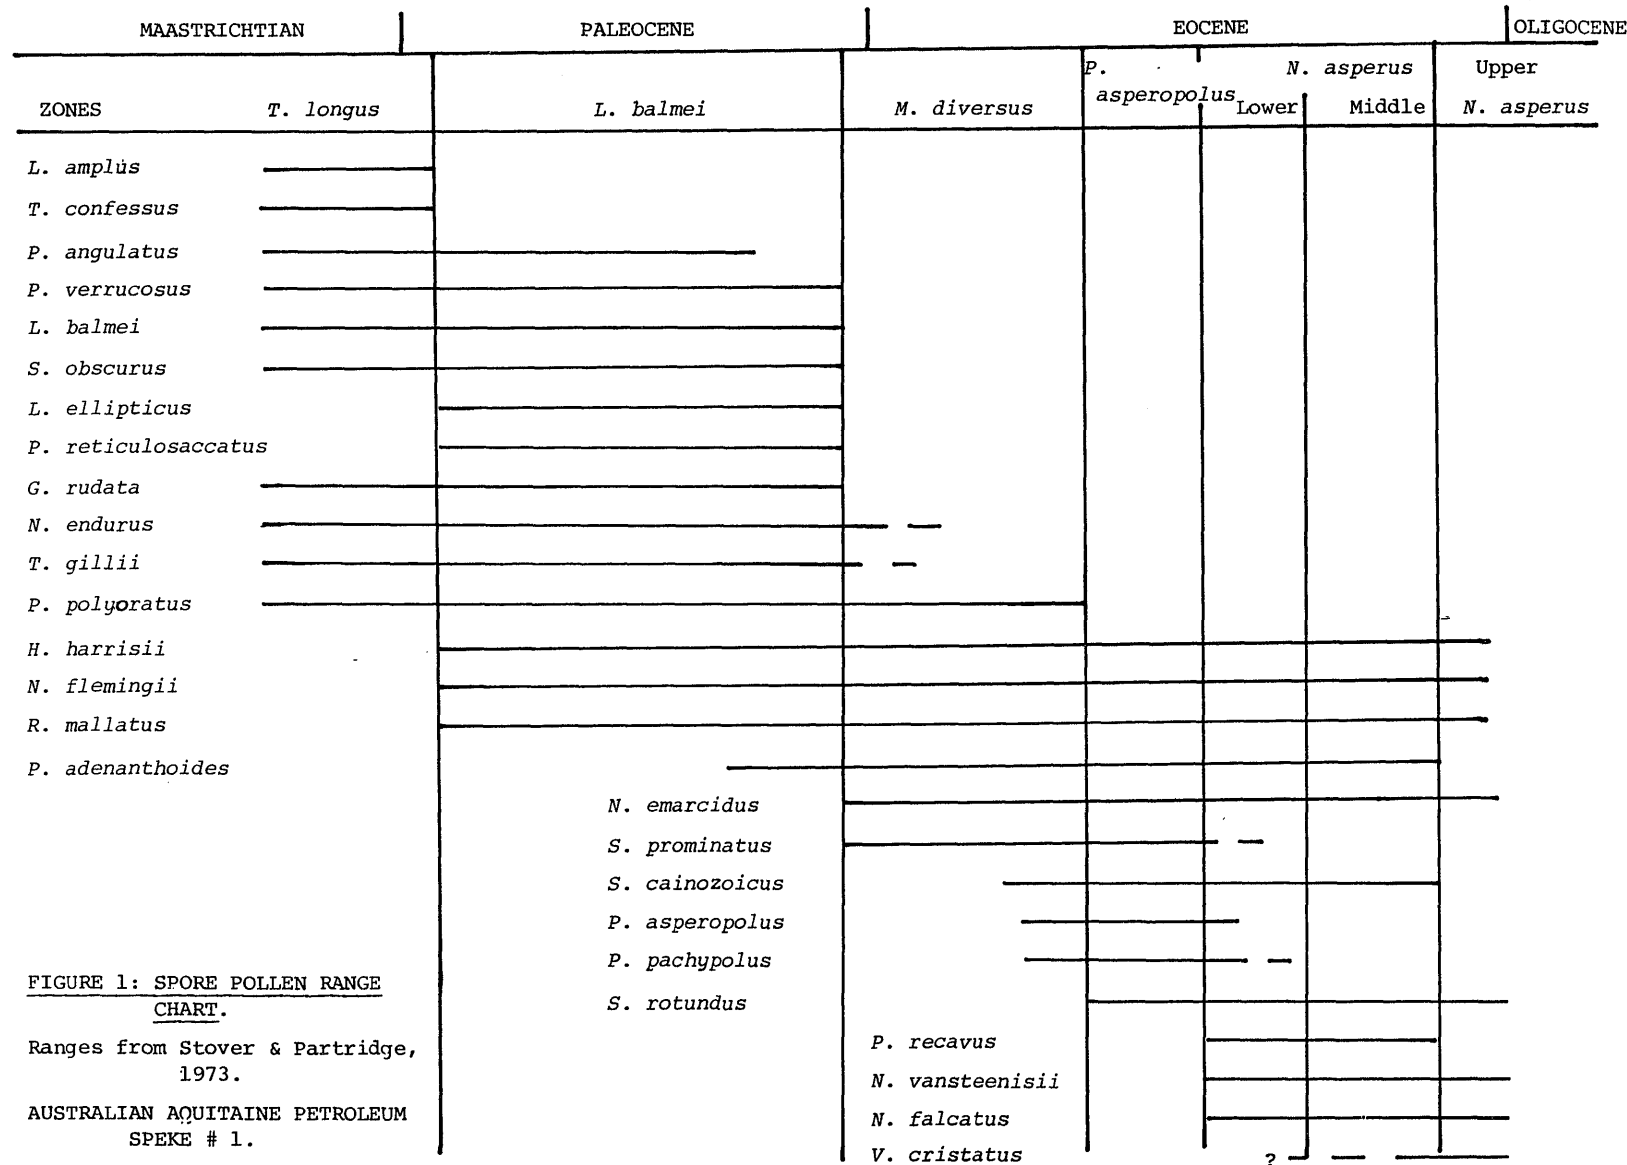 MAASTRICHTIAN PALEOCENE EOCENE OLIGOCENE
P. N. asperus Upper
asperopolus
ZONES T. longus L. balmei M. diversus Lower Middle N. asperus
L. amplus
T. confessus
P. angulatus
P. verrucosus
L. balmei
S. obscurus
L. ellipticus
P. reticulosaccatus
G. rudata
N. endurus
T. gillii
P. polyoratus
H. harrisii
N. flemingii
R. mallatus
P. adenanthoides
N. emarcidus
S. prominatus
S. cainozoicus
P. asperopolus
P. pachypolus
S. rotundus
P. recavus
N. vansteenisii
N. falcatus
V. cristatus ?
FIGURE 1: SPORE POLLEN RANGE
CHART.
Ranges from Stover & Partridge,
1973.
AUSTRALIAN AQUITAINE PETROLEUM
SPEKE # 1.